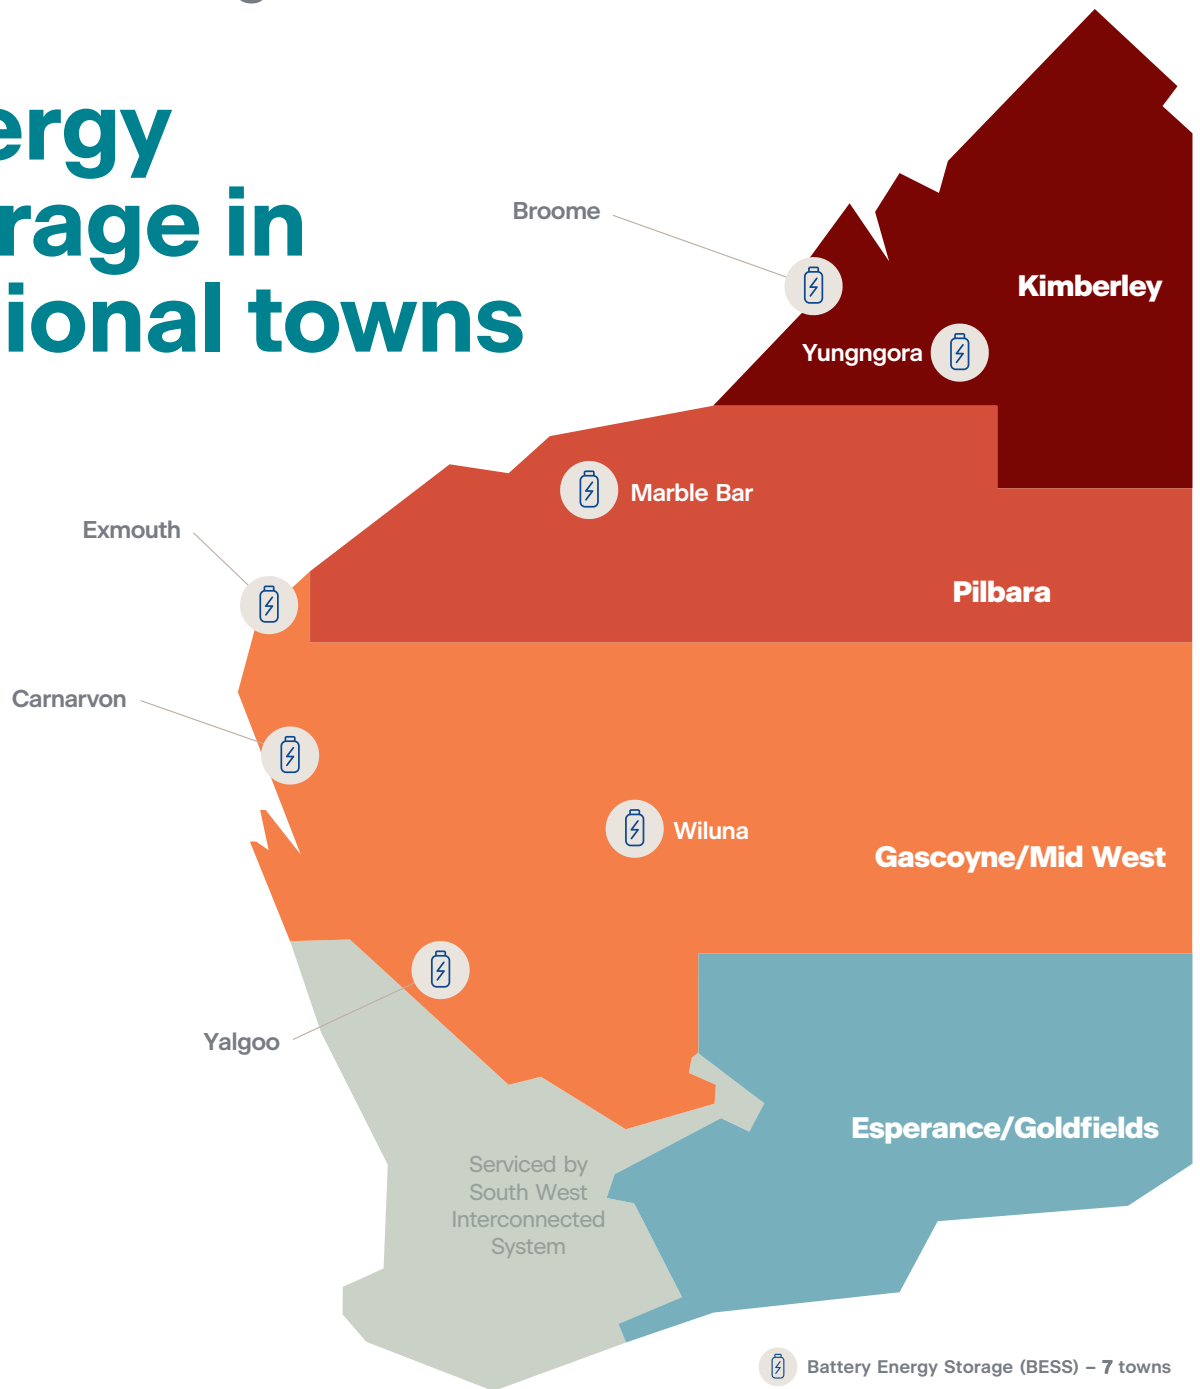 ergy
rage in
ional towns
Broome
Kimberley
Yungngora
Marble Bar
Exmouth
Pilbara
Carnarvon
Wiluna
Gascoyne/Mid West
Yalgoo
Esperance/Goldfields
Serviced by
South West
Interconnected
System
Battery Energy Storage (BESS) – 7 towns